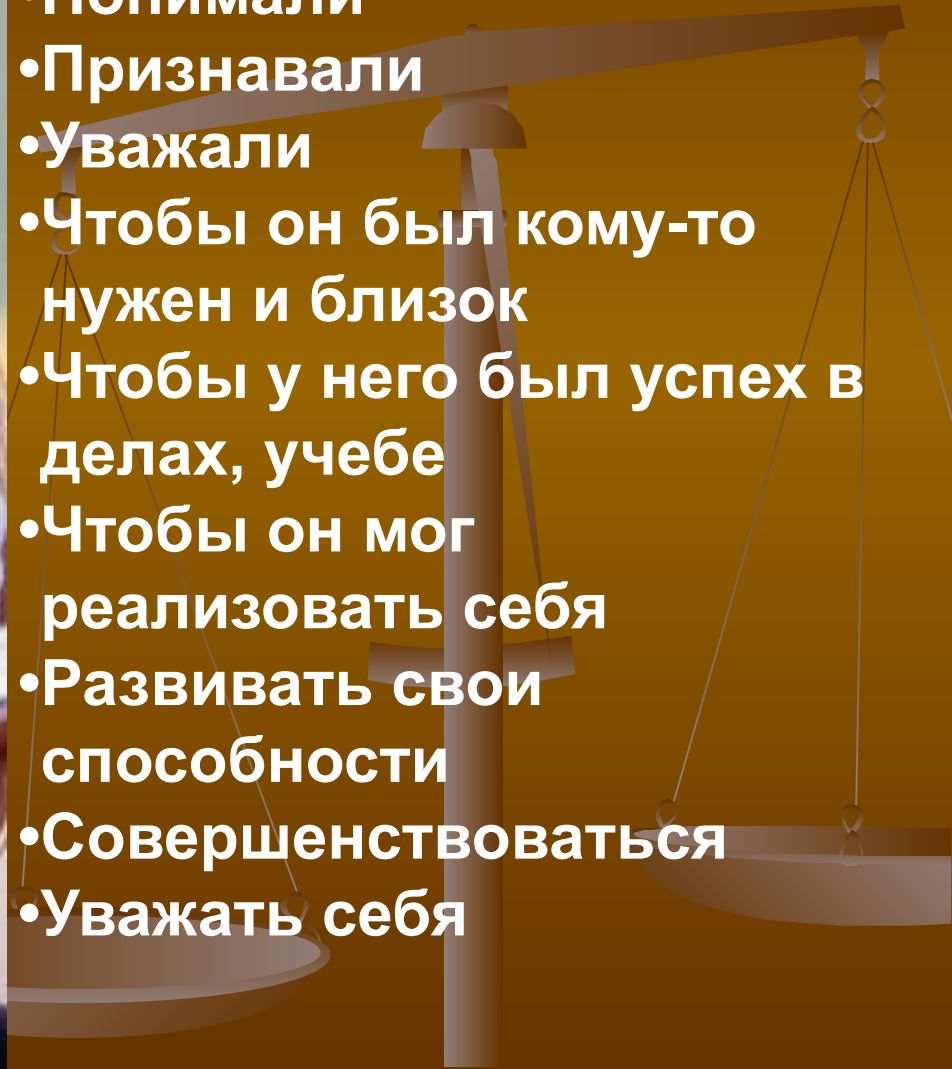 •Понимали
•Признавали
•Уважали
•Чтобы он был кому-то
нужен и близок
•Чтобы у него был успех в
делах, учебе
•Чтобы он мог
реализовать себя
•Развивать свои
способности
•Совершенствоваться
•Уважать себя